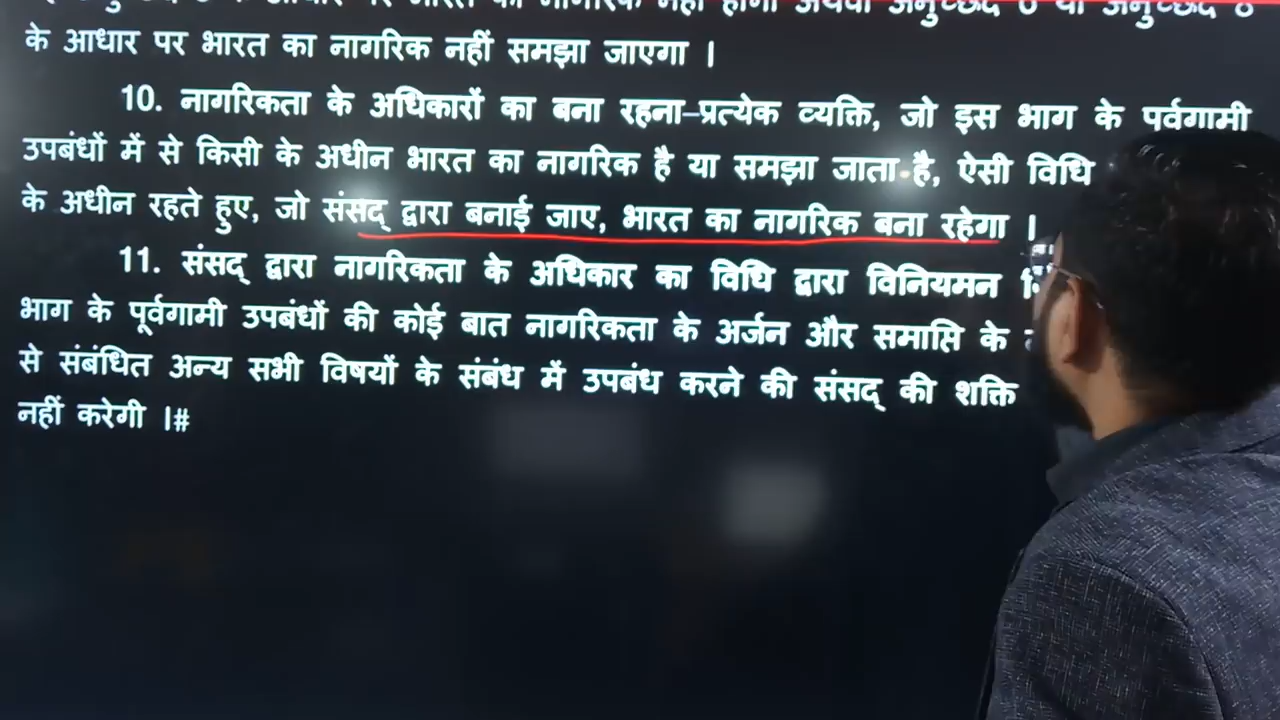 के आधार पर भारत का नागरिक नहीं समझा जाएगा ।
10. नागरिकता के अधिकारों का बना रहना–प्रत्येक व्यक्ति, जो इस भाग के पूर्वगामी
उपबंधों में से किसी के अधीन भारत का नागरिक है या समझा जाता है, ऐसी विधि
के अधीन रहते हुए, जो संसद् द्वारा बनाई जाए, भारत का नागरिक बना रहेगा ।
11. संसद् द्वारा नागरिकता के अधिकार का विधि द्वारा विनियमन
भाग के पूर्वगामी उपबंधों की कोई बात नागरिकता के अर्जन और समाप्ति के
से संबंधित अन्य सभी विषयों के संबंध में उपबंध करने की संसद् की शक्ति
नहीं करेगी ।#